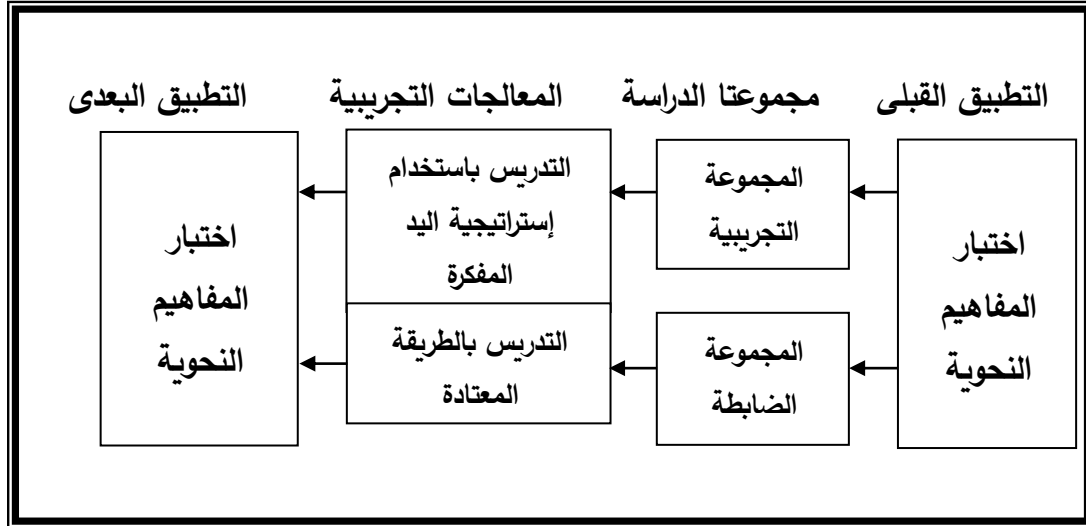 التطبيق القبلى
مجموعتا الدراسة
المعالجات التجريبية
التطبيق البعدى
اختبار
المفاهيم
النحوية
المجموعة
التجريبية
المجموعة
الضابطة
التدريس باستخدام
إستراتيجية اليد
المفكرة
التدريس بالطريقة
المعتادة
اختبار
المفاهيم
النحوية